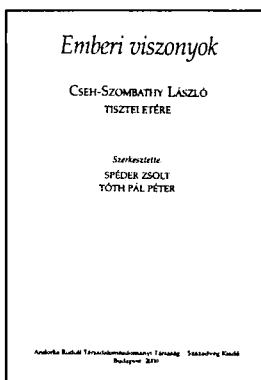 Emberi viszonyok
CSEH-SZOMBATHY LÁSZLÓ
TISZTELETÉRE
Szerkesztette
SPÉDER ZSOLT
TÓTH PÁL PÉTER
Andorka Rudolf Társadalomtudományi Társaság Századvég Kiadó
Budapest